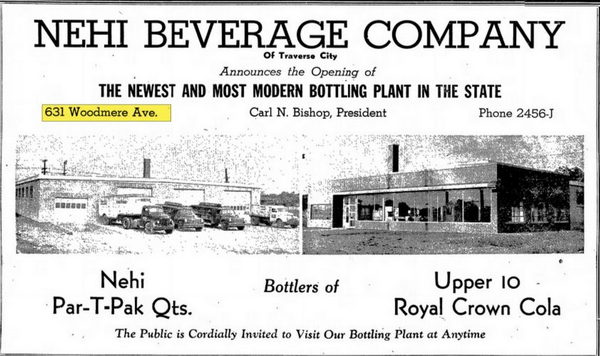 NEHI BEVERAGE COMPANY
Of Traverse City
Announces the Opening of
THE NEWEST AND MOST MODERN BOTTLING PLANT IN THE STATE
631 Woodmere Ave. Carl N. Bishop, President Phone 2456-J
Nehi
Par-T-Pak Qts.
Bottlers of
Upper 10
Royal Crown Cola
The Public is Cordially Invited to Visit Our Bottling Plant at Anytime